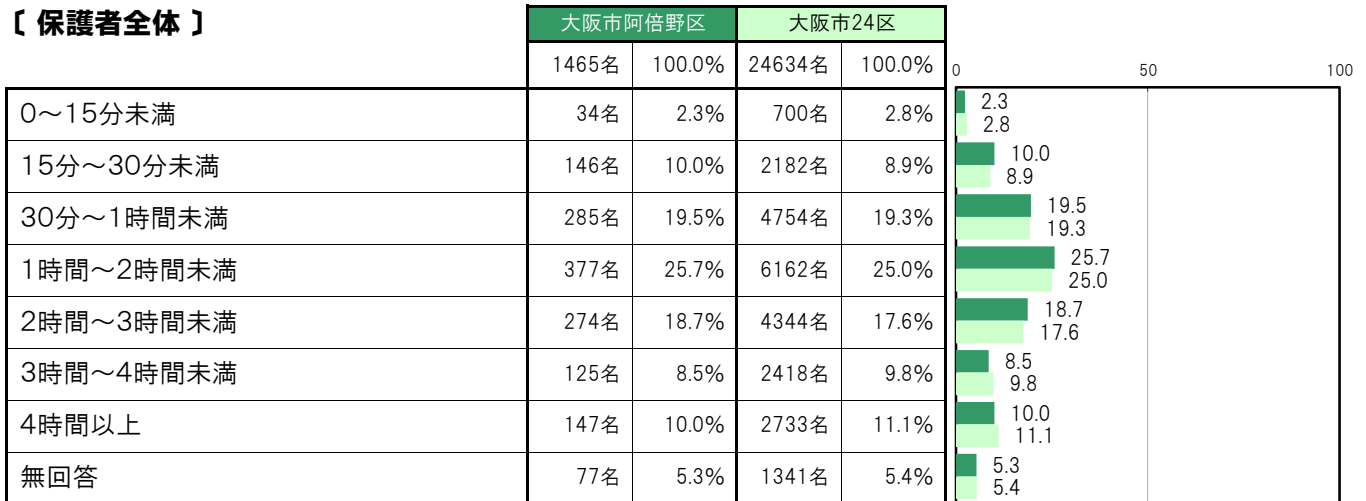 〔 保護者全体 〕
大阪市阿倍野区 大阪市24区
1465名 100.0% 24634名 100.0%
0 50 100
0～15分未満 34名 2.3% 700名 2.8%
2.3
2.8
15分～30分未満 146名 10.0% 2182名 8.9%
10.0
8.9
30分～1時間未満 285名 19.5% 4754名 19.3%
19.5
19.3
1時間～2時間未満 377名 25.7% 6162名 25.0%
25.7
25.0
2時間～3時間未満 274名 18.7% 4344名 17.6%
18.7
17.6
3時間～4時間未満 125名 8.5% 2418名 9.8%
8.5
9.8
4時間以上 147名 10.0% 2733名 11.1%
10.0
11.1
無回答 77名 5.3% 1341名 5.4%
5.3
5.4